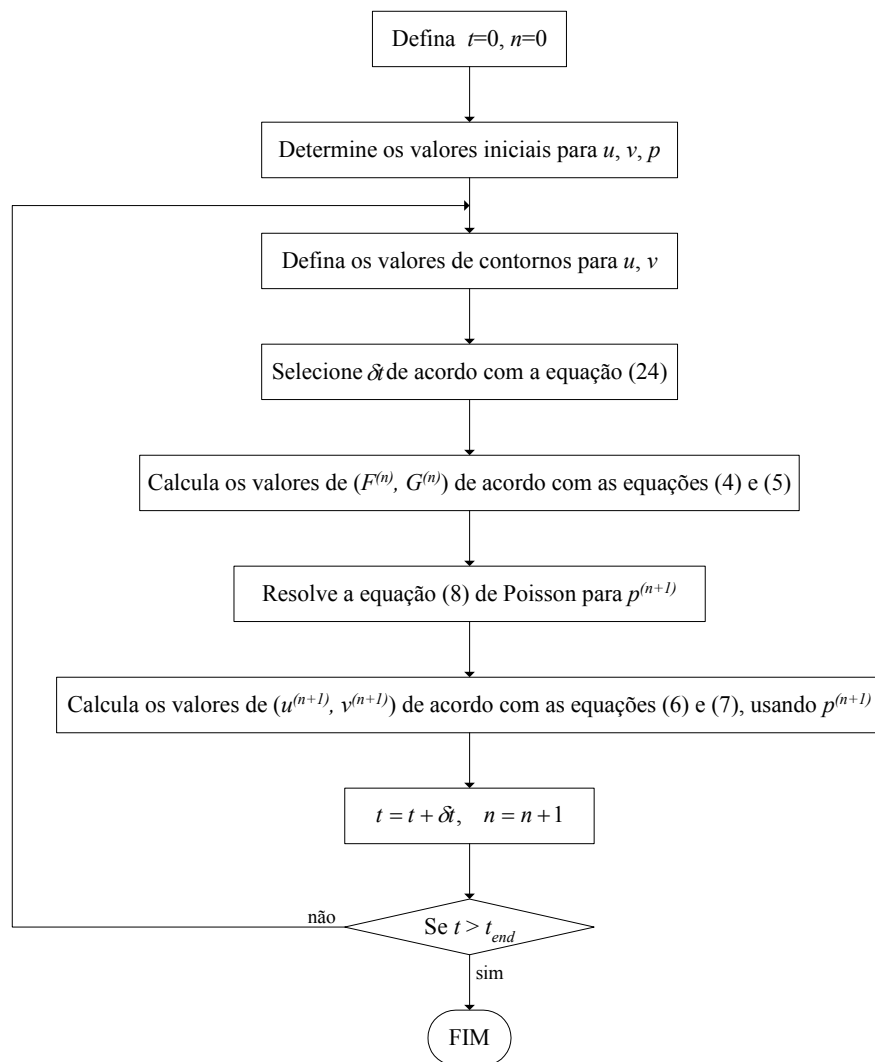 Defina t=0, n=0
Determine os valores iniciais para u, v, p
Defina os valores de contornos para u, v
Selecione δt de acordo com a equação (24)
Calcula os valores de (F⁽ⁿ⁾, G⁽ⁿ⁾) de acordo com as equações (4) e (5)
Resolve a equação (8) de Poisson para p⁽ⁿ⁺¹⁾
Calcula os valores de (u⁽ⁿ⁺¹⁾, v⁽ⁿ⁺¹⁾) de acordo com as equações (6) e (7), usando p⁽ⁿ⁺¹⁾
t = t + δt, n = n + 1
não
Se t > t_end
sim
FIM